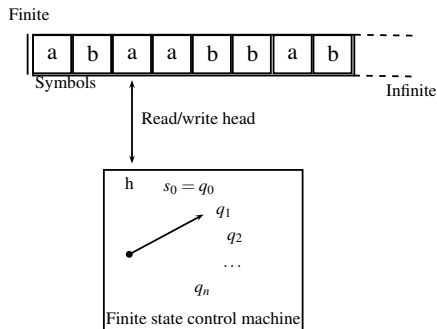 Finite
a b a a b b a b
Symbols
Infinite
Read/write head
h s₀ = q₀
q₁
q₂
...
qₙ
Finite state control machine